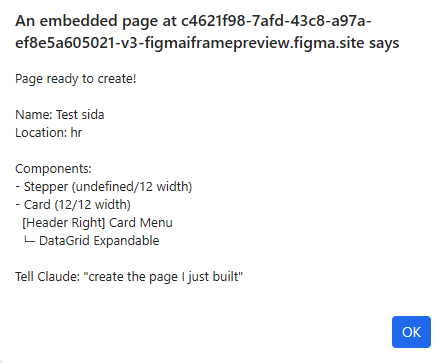 An embedded page at c4621f98-7afd-43c8-a97a-
ef8e5a605021-v3-figmaiframepreview.figma.site says
Page ready to create!
Name: Test sida
Location: hr
Components:
- Stepper (undefined/12 width)
- Card (12/12 width)
[Header Right] Card Menu
└─ DataGrid Expandable
Tell Claude: "create the page I just built"
OK